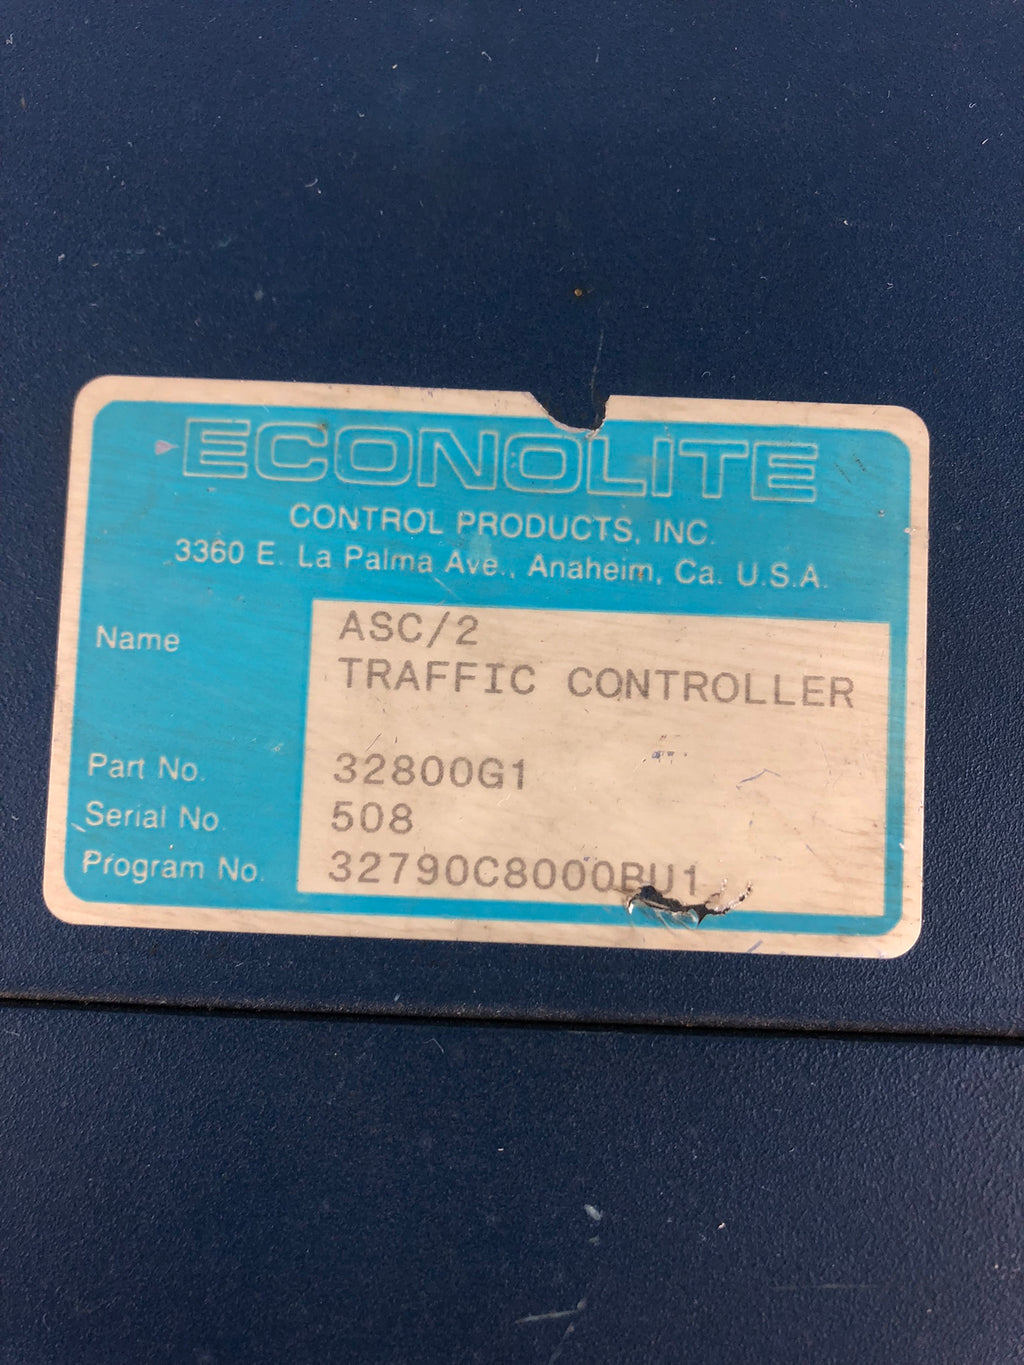 ECONOLITE
CONTROL PRODUCTS, INC.
3360 E. La Palma Ave., Anaheim, Ca. U.S.A.
Name ASC/2
TRAFFIC CONTROLLER
Part No. 32800G1
Serial No. 508
Program No. 32790C8000BU1